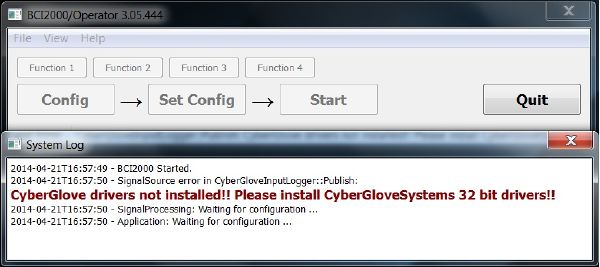 BCI2000/Operator 3.05.444
File View Help
Function 1 Function 2 Function 3 Function 4
Config → Set Config → Start Quit
System Log
2014-04-21T16:57:49 - BCI2000 Started.
2014-04-21T16:57:50 - SignalSource error in CyberGloveInputLogger::Publish:
CyberGlove drivers not installed!! Please install CyberGloveSystems 32 bit drivers!!
2014-04-21T16:57:50 - SignalProcessing: Waiting for configuration ...
2014-04-21T16:57:50 - Application: Waiting for configuration ...